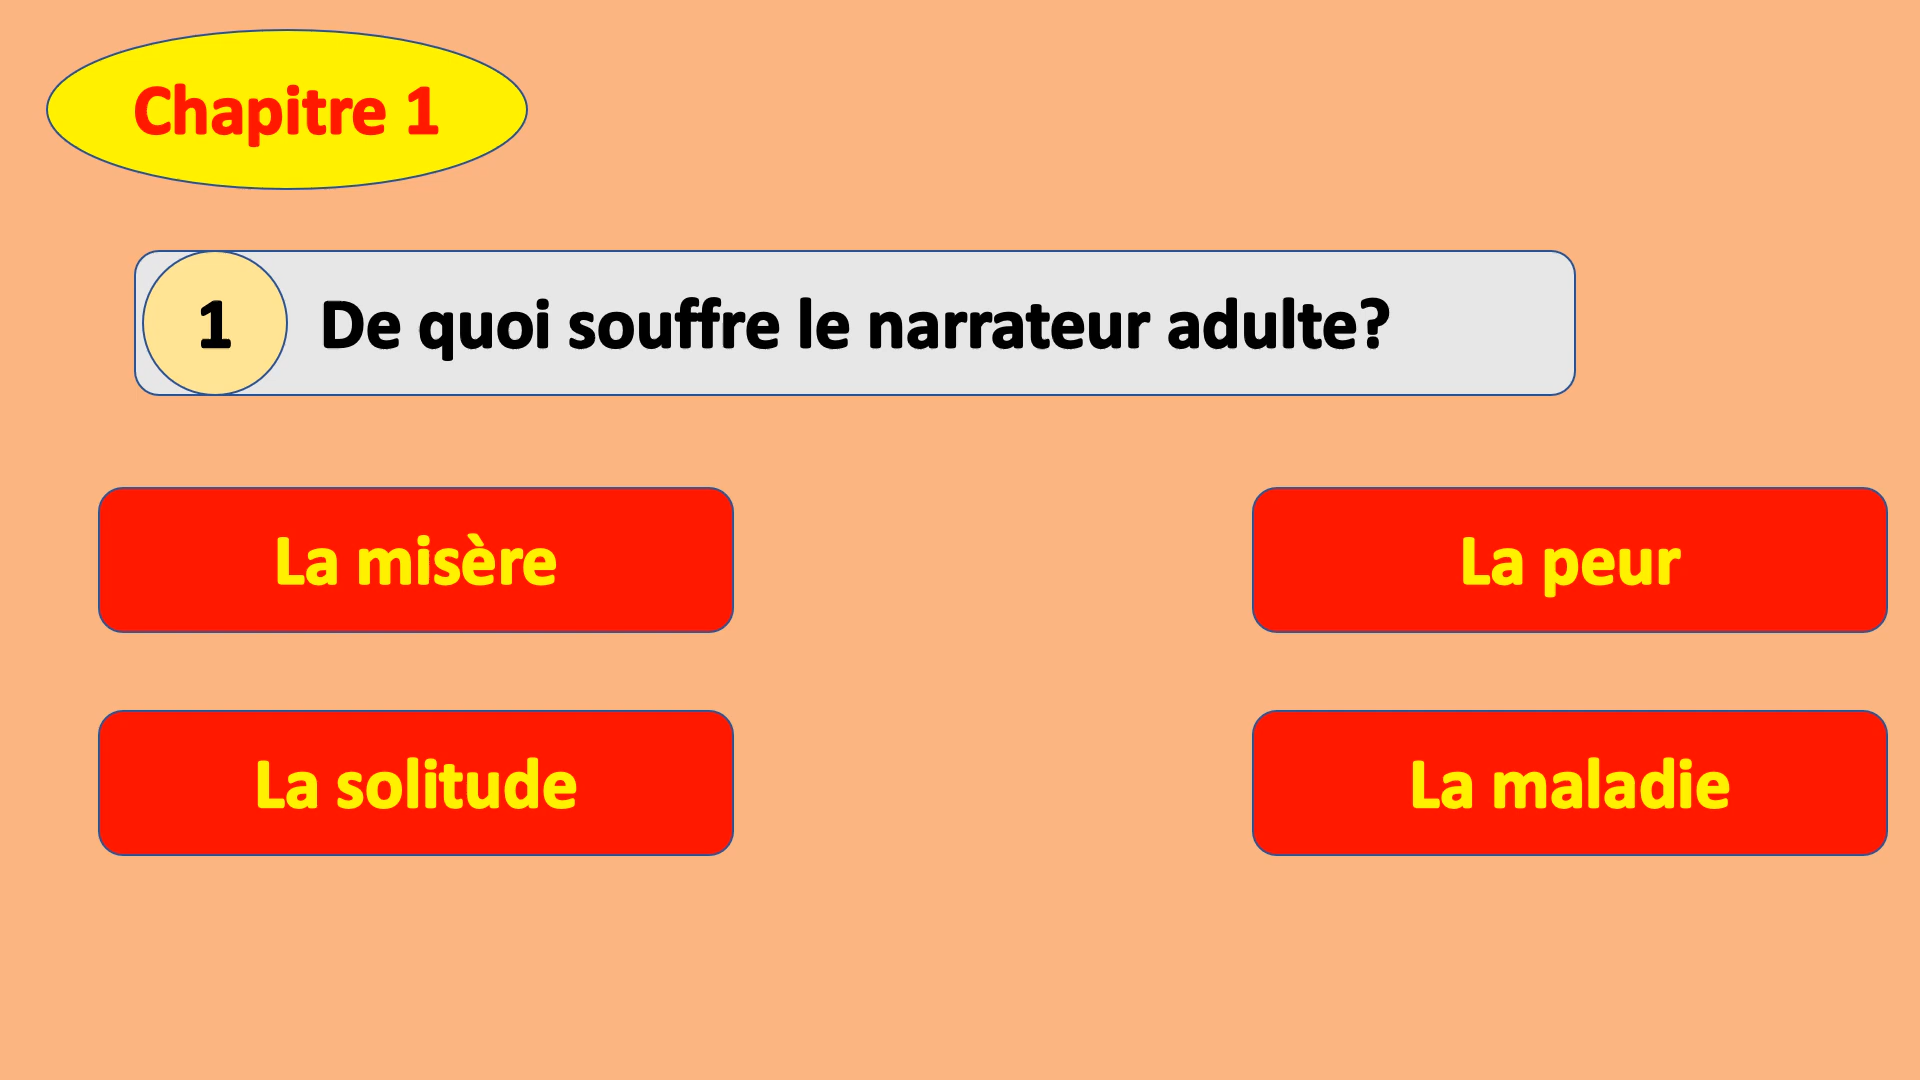 Chapitre 1
1 De quoi souffre le narrateur adulte?
La misère
La peur
La solitude
La maladie